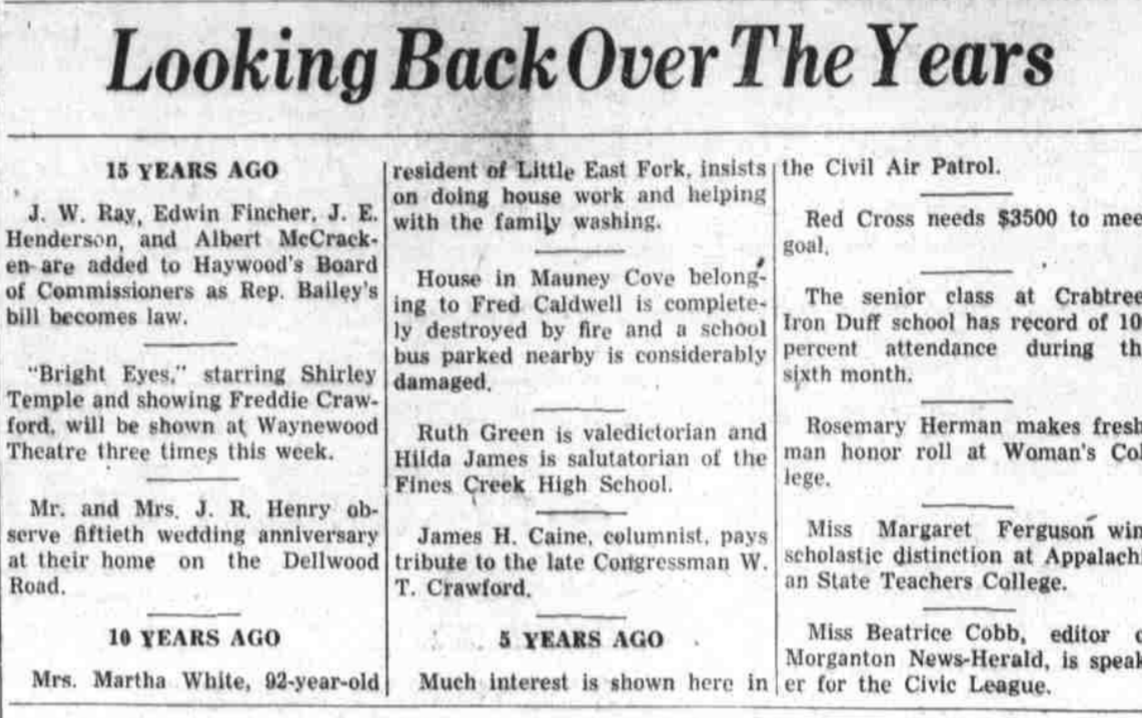 Looking Back Over The Years
15 YEARS AGO
J. W. Ray, Edwin Fincher, J. E.
Henderson, and Albert McCrack-
en are added to Haywood's Board
of Commissioners as Rep. Bailey's
bill becomes law.
"Bright Eyes," starring Shirley
Temple and showing Freddie Craw-
ford, will be shown at Waynewood
Theatre three times this week.
Mr. and Mrs. J. R. Henry ob-
serve fiftieth wedding anniversary
at their home on the Dellwood
Road.
10 YEARS AGO
Mrs. Martha White, 92-year-old
resident of Little East Fork, insists
on doing house work and helping
with the family washing.
House in Mauney Cove belong-
ing to Fred Caldwell is complete-
ly destroyed by fire and a school
bus parked nearby is considerably
damaged.
Ruth Green is valedictorian and
Hilda James is salutatorian of the
Fines Creek High School.
James H. Caine, columnist, pays
tribute to the late Congressman W.
T. Crawford.
5 YEARS AGO
Much interest is shown here in
the Civil Air Patrol.
Red Cross needs $3500 to mee
goal.
The senior class at Crabtree
Iron Duff school has record of 10
percent attendance during th
sixth month.
Rosemary Herman makes fresh
man honor roll at Woman's Col
lege.
Miss Margaret Ferguson win
scholastic distinction at Appalach
an State Teachers College.
Miss Beatrice Cobb, editor
Morganton News-Herald, is speak
er for the Civic League.